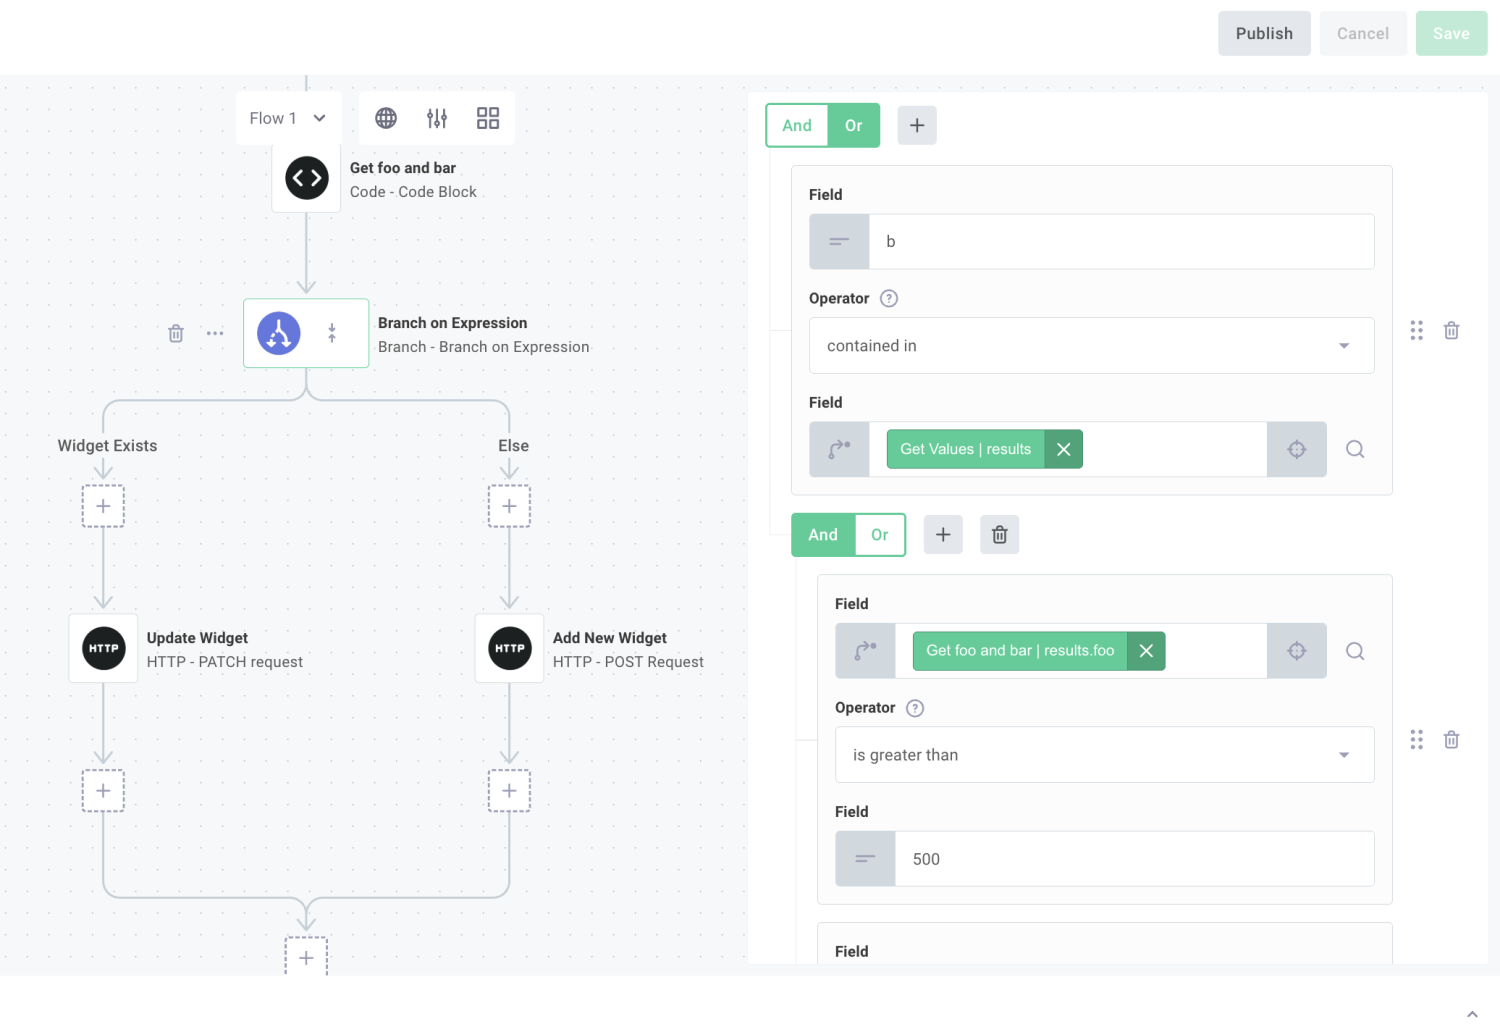 Publish
Cancel
Save
Flow 1
Get foo and bar
Code - Code Block
Branch on Expression
Branch - Branch on Expression
Widget Exists
Else
HTTP
Update Widget
HTTP - PATCH request
HTTP
Add New Widget
HTTP - POST Request
And
Or
Field
b
Operator
?
contained in
Field
Get Values | results
And
Or
Field
Get foo and bar | results.foo
Operator
?
is greater than
Field
500
Field